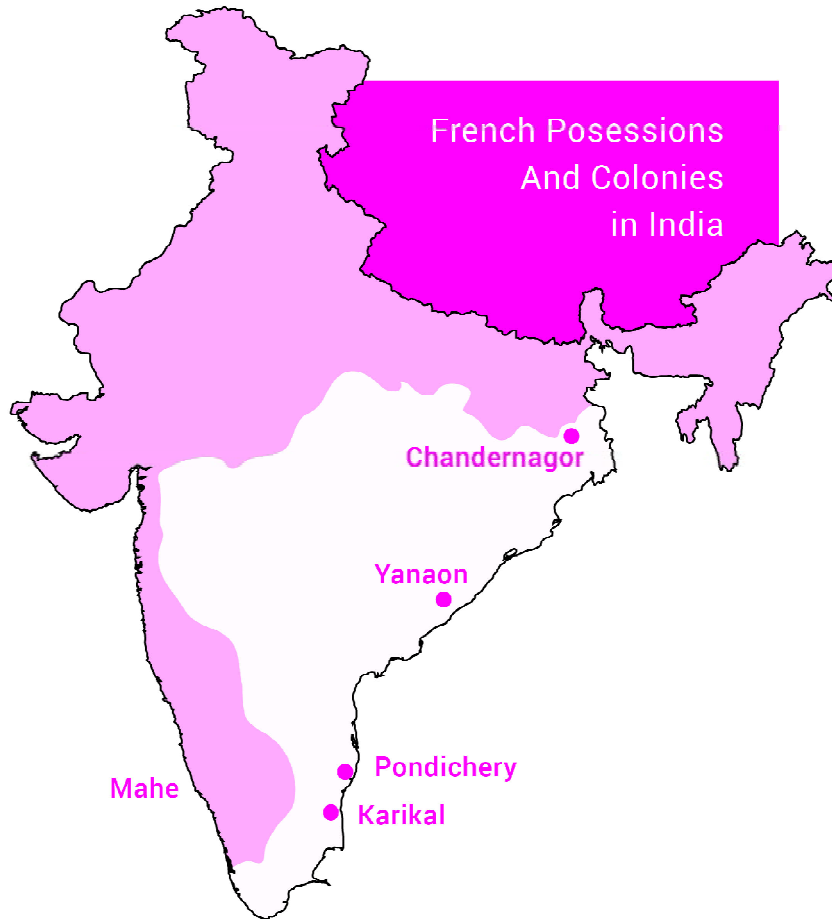 French Posessions
And Colonies
in India
Chandernagor
Yanaon
Pondichery
Mahe
Karikal